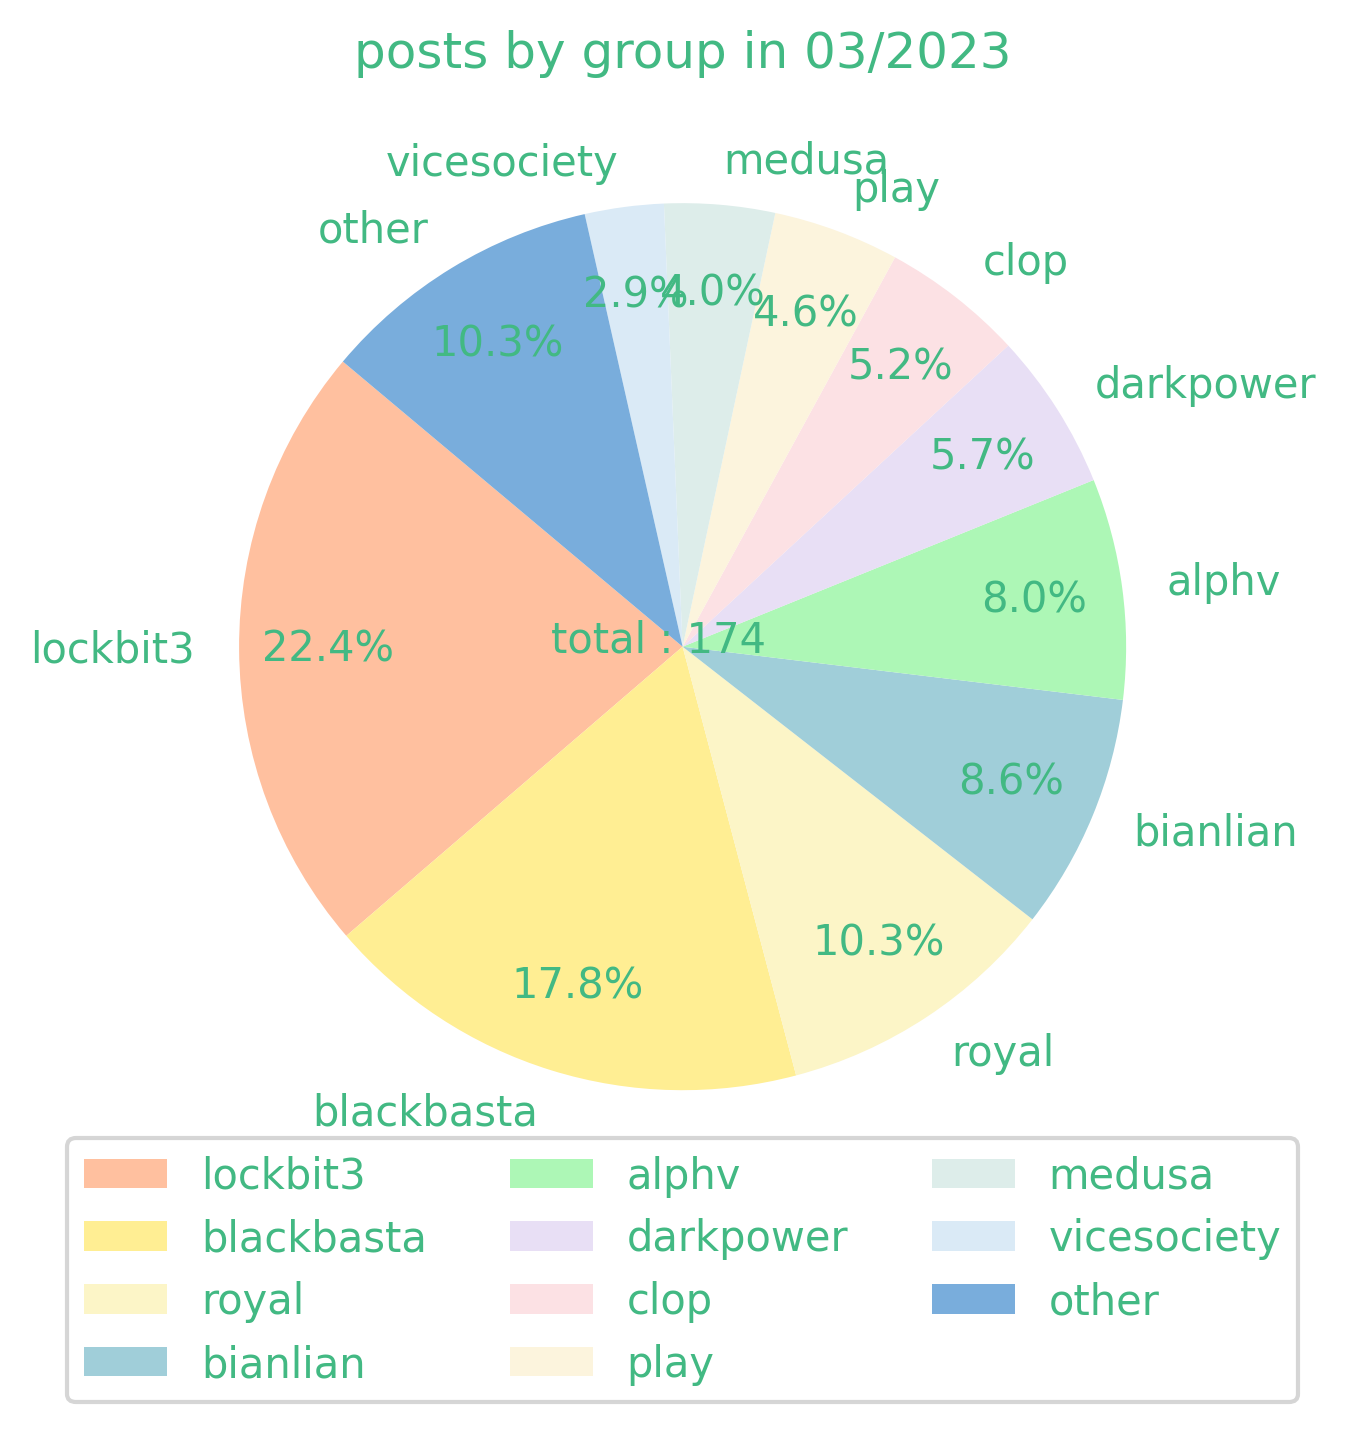 posts by group in 03/2023
vicesociety
medusa
play
other
clop
2.9%
4.0%
4.6%
10.3%
5.2%
darkpower
5.7%
alphv
8.0%
total : 174
lockbit3
22.4%
8.6%
bianlian
10.3%
17.8%
royal
blackbasta
lockbit3
blackbasta
royal
bianlian
alphv
darkpower
clop
play
medusa
vicesociety
other